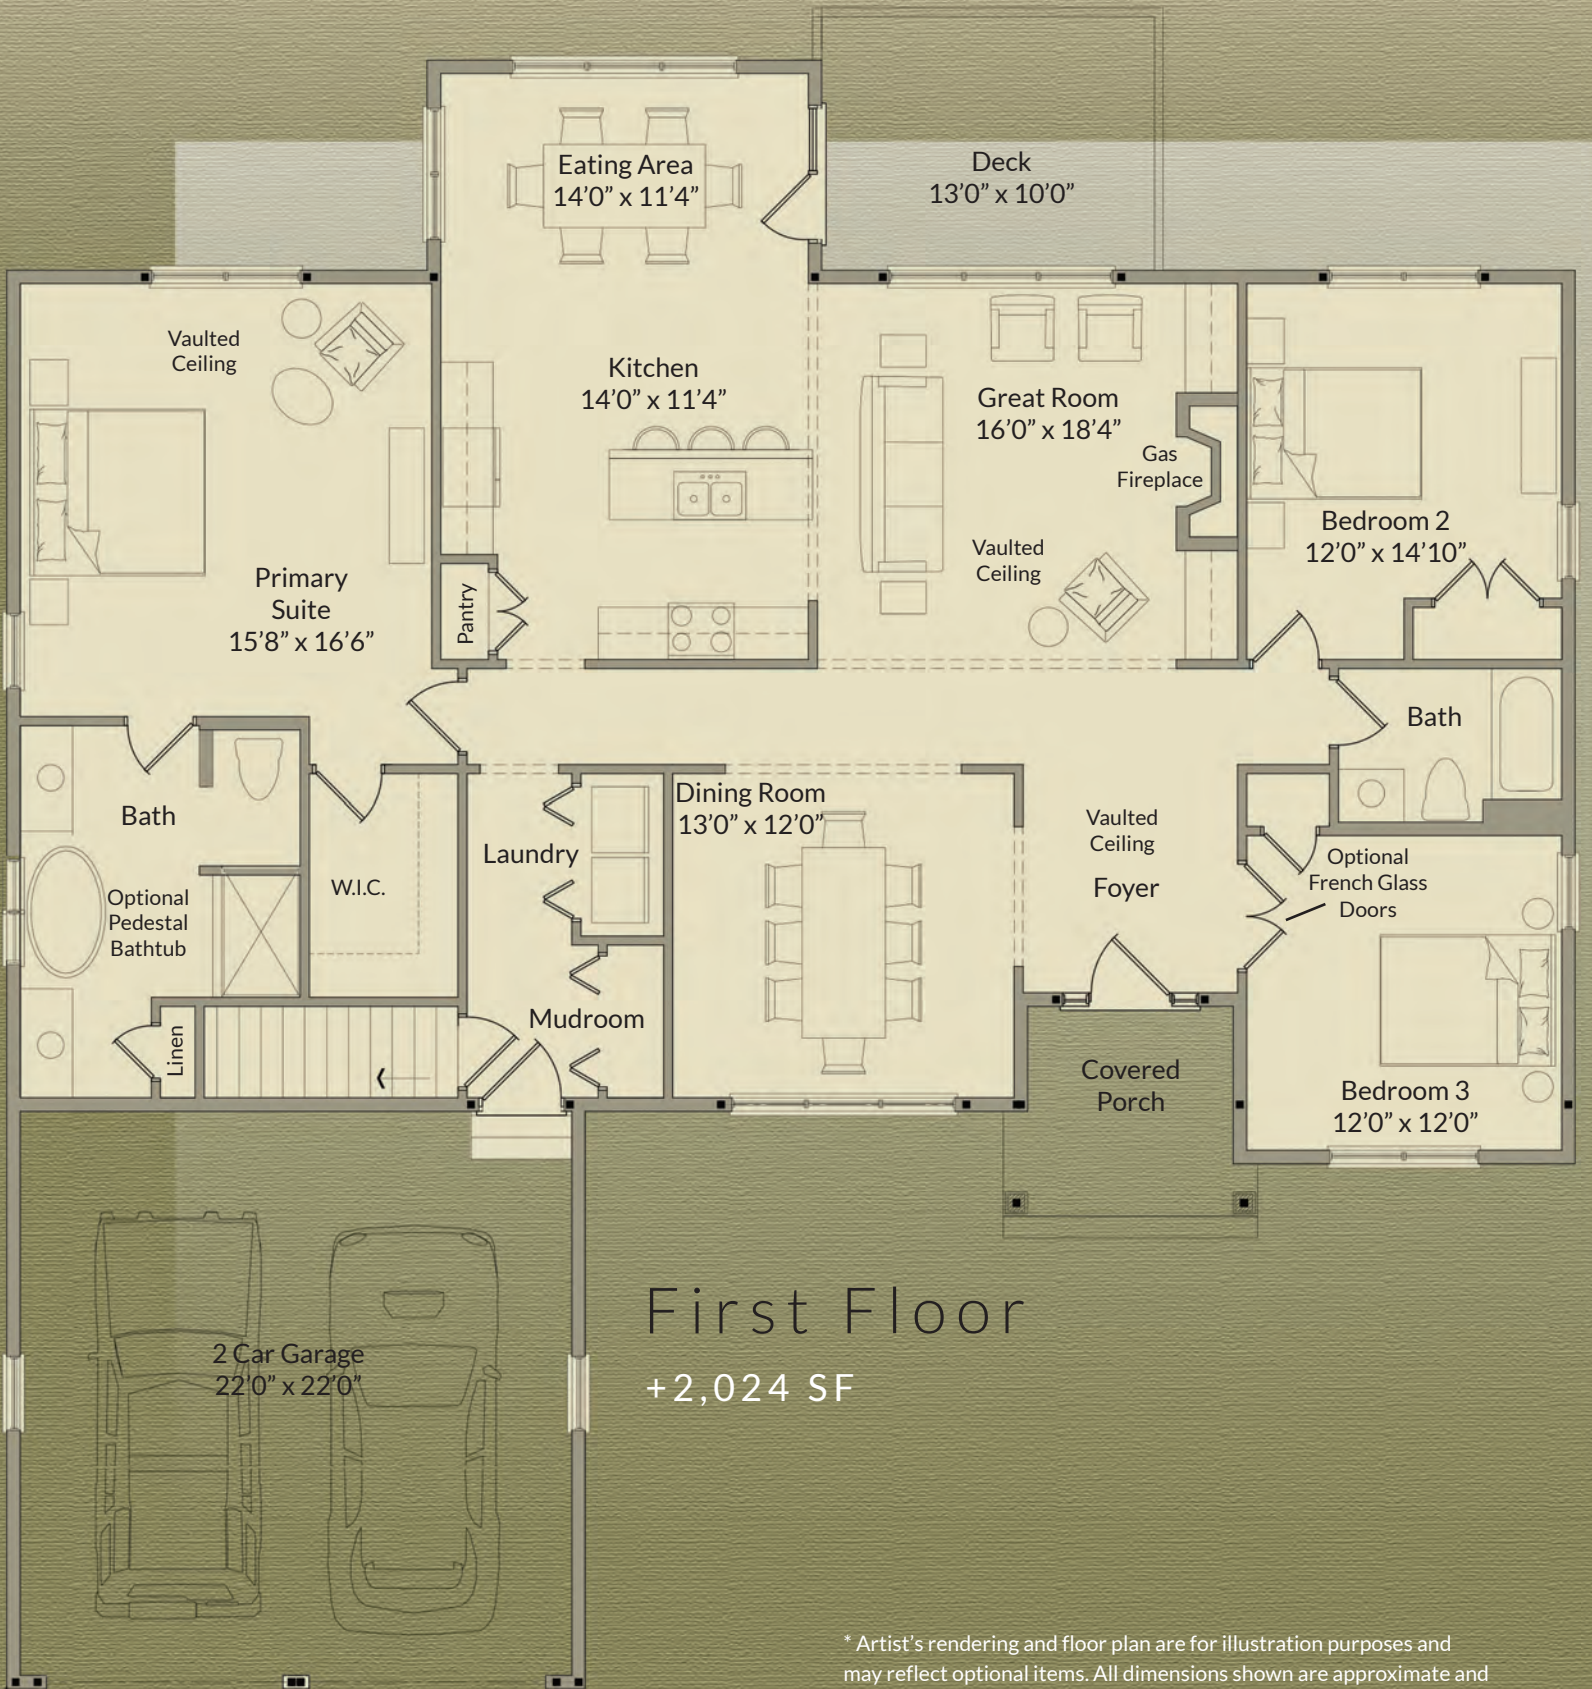 Eating Area
14’0” x 11’4”
Deck
13’0” x 10’0”
Vaulted
Ceiling
Kitchen
14’0” x 11’4”
Great Room
16’0” x 18’4”
Gas
Fireplace
Bedroom 2
12’0” x 14’10”
Vaulted
Ceiling
Primary
Suite
15’8” x 16’6”
Pantry
Bath
Bath
Dining Room
13’0” x 12’0”
Vaulted
Ceiling
Foyer
Laundry
W.I.C.
Optional
French Glass
Doors
Optional
Pedestal
Bathtub
Mudroom
Linen
Covered
Porch
Bedroom 3
12’0” x 12’0”
First Floor
+2,024 SF
2 Car Garage
22’0” x 22’0”
* Artist’s rendering and floor plan are for illustration purposes and
may reflect optional items. All dimensions shown are approximate and